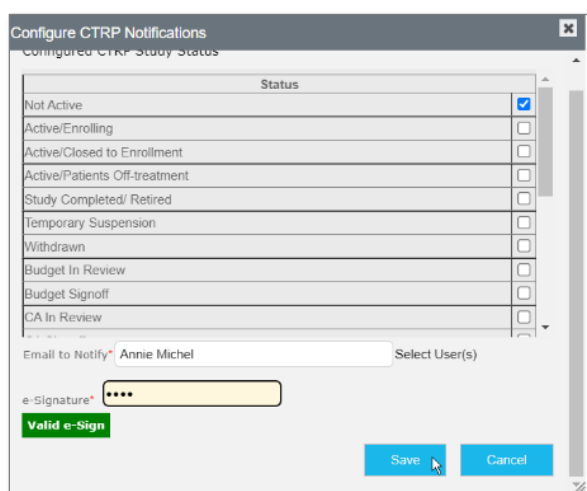 Configure CTRP Notifications
Configured CTRP Study Status
Status
Not Active
Active/Enrolling
Active/Closed to Enrollment
Active/Patients Off-treatment
Study Completed/ Retired
Temporary Suspension
Withdrawn
Budget In Review
Budget Signoff
CA In Review
Email to Notify* Annie Michel Select User(s)
e-Signature* ••••
Valid e-Sign
Save Cancel